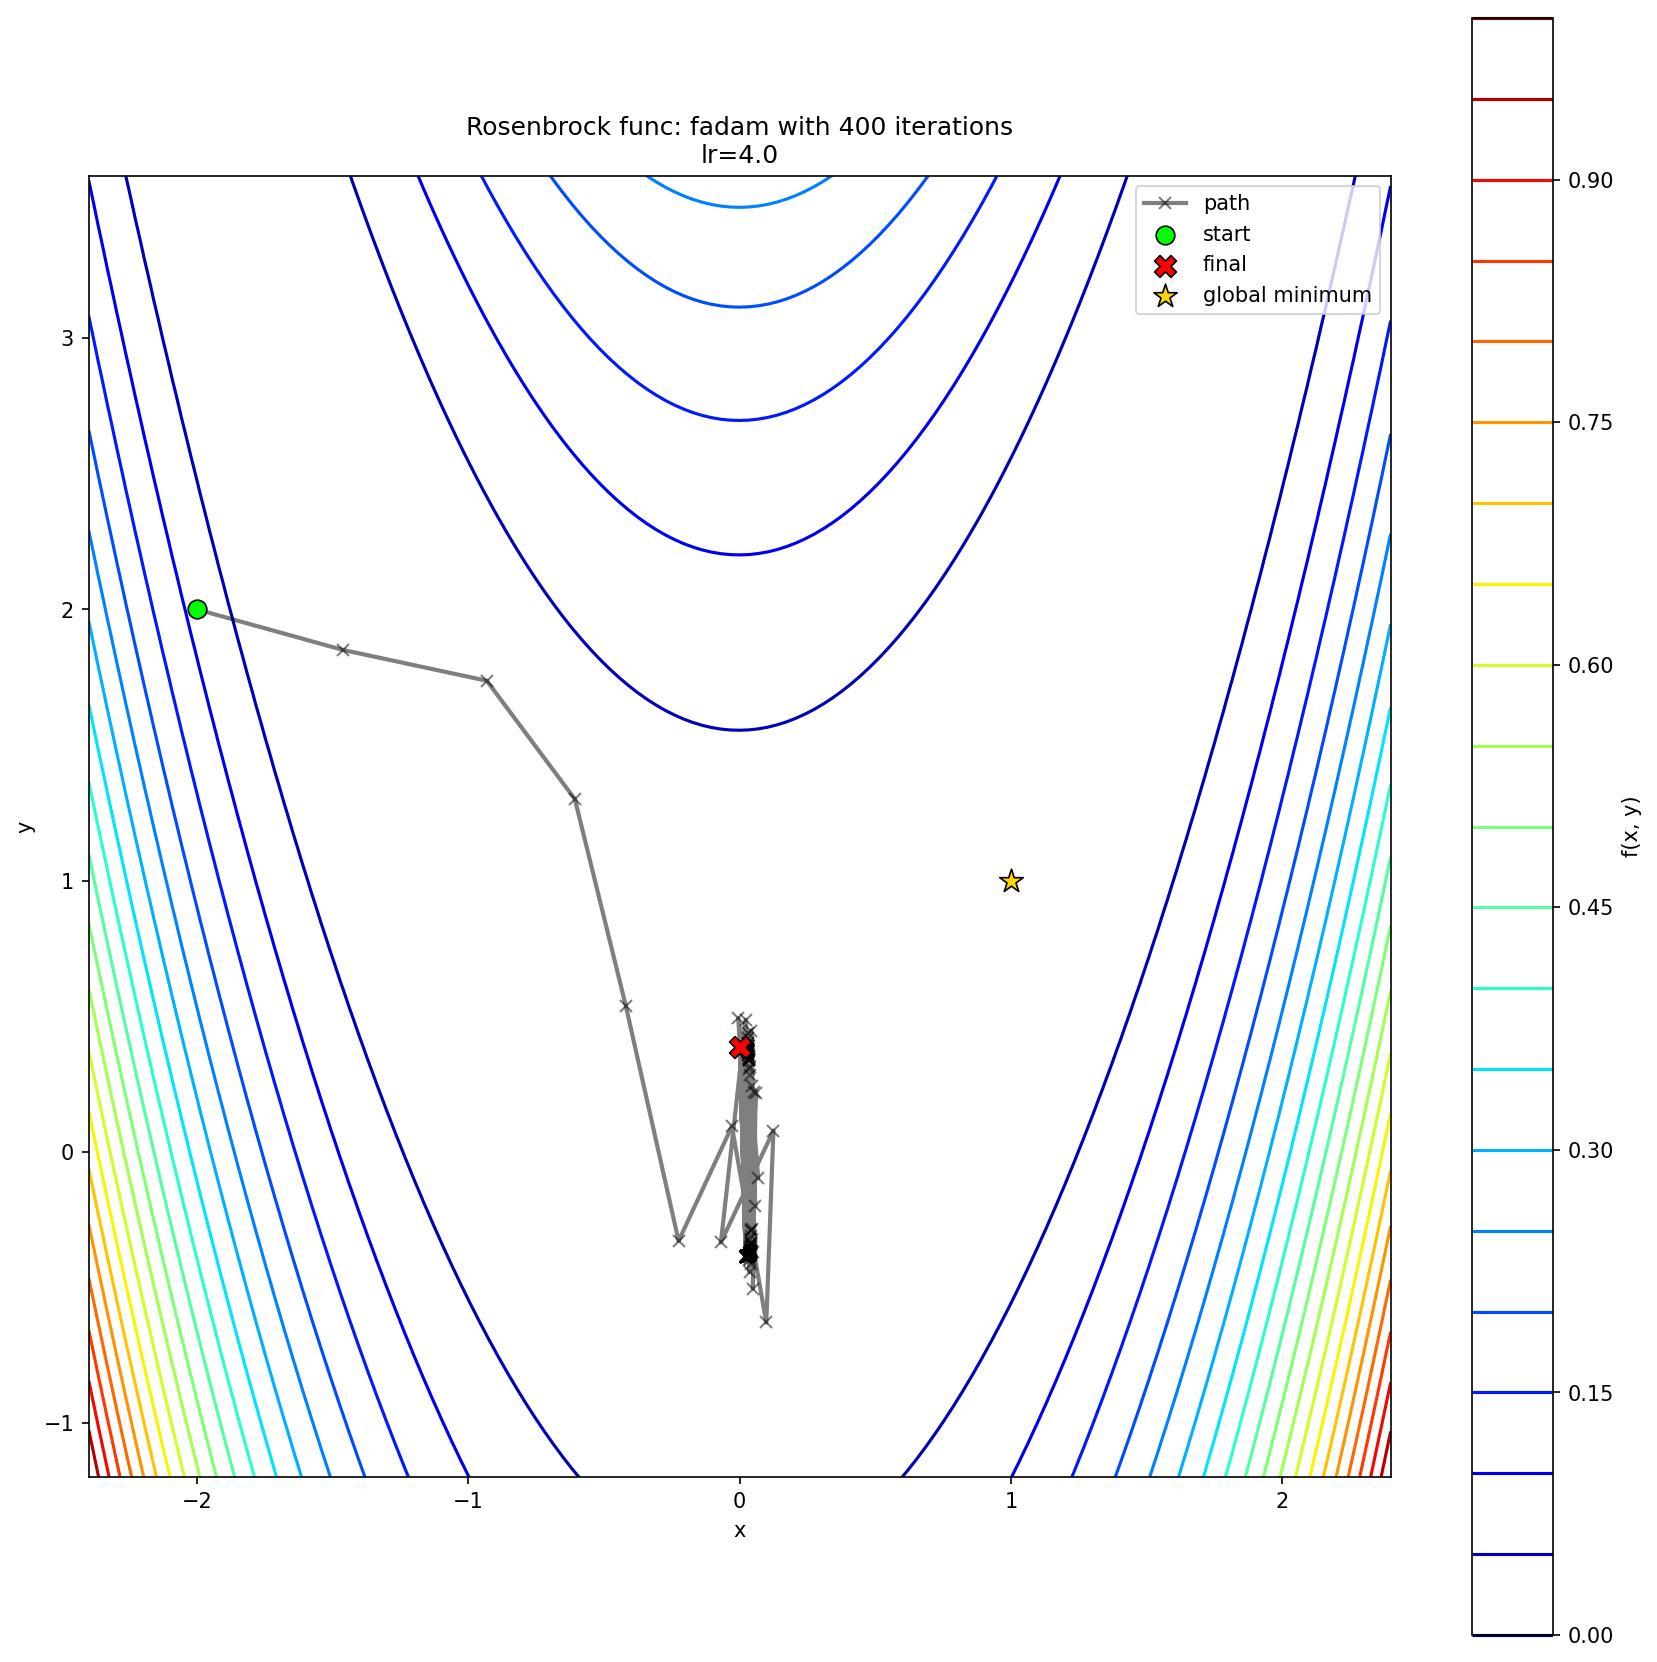 Rosenbrock func: fadam with 400 iterations
lr=4.0
path
start
final
global minimum
3
2
1
0
−1
y
−2
−1
0
1
2
x
0.90
0.75
0.60
0.45
0.30
0.15
0.00
f(x, y)